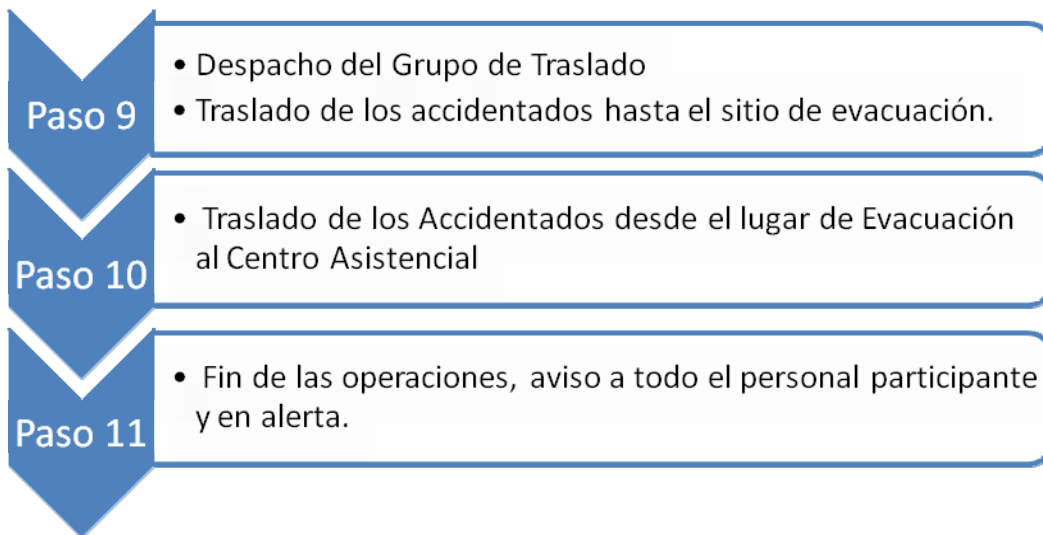 Paso 9
• Despacho del Grupo de Traslado
• Traslado de los accidentados hasta el sitio de evacuación.
Paso 10
• Traslado de los Accidentados desde el lugar de Evacuación
al Centro Asistencial
Paso 11
• Fin de las operaciones, aviso a todo el personal participante
y en alerta.